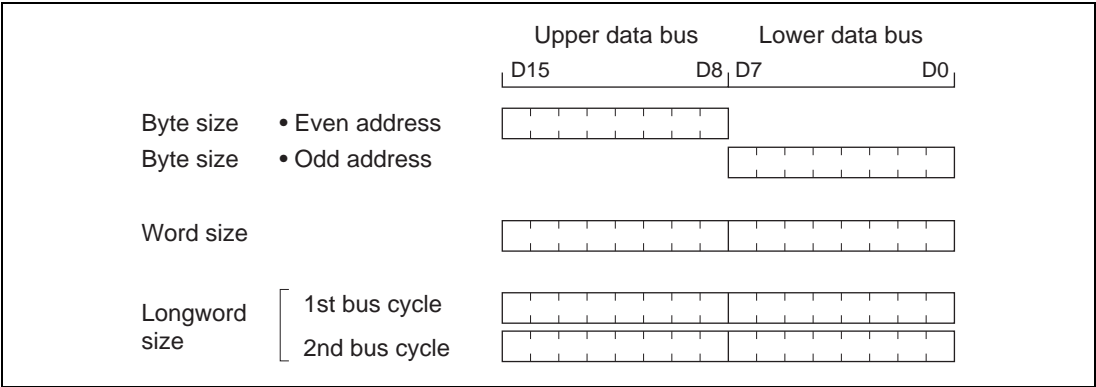 Upper data bus Lower data bus
D15 D8 D7 D0
Byte size • Even address
Byte size • Odd address
Word size
Longword size
1st bus cycle
2nd bus cycle